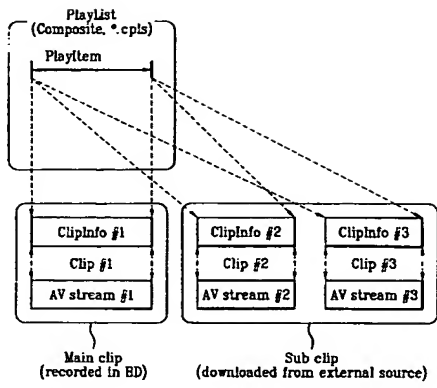 PlayList
(Composite, *.cpls)
PlayItem
ClipInfo #1
Clip #1
AV stream #1
ClipInfo #2
Clip #2
AV stream #2
ClipInfo #3
Clip #3
AV stream #3
Main clip
(recorded in BD)
Sub clip
(downloaded from external source)